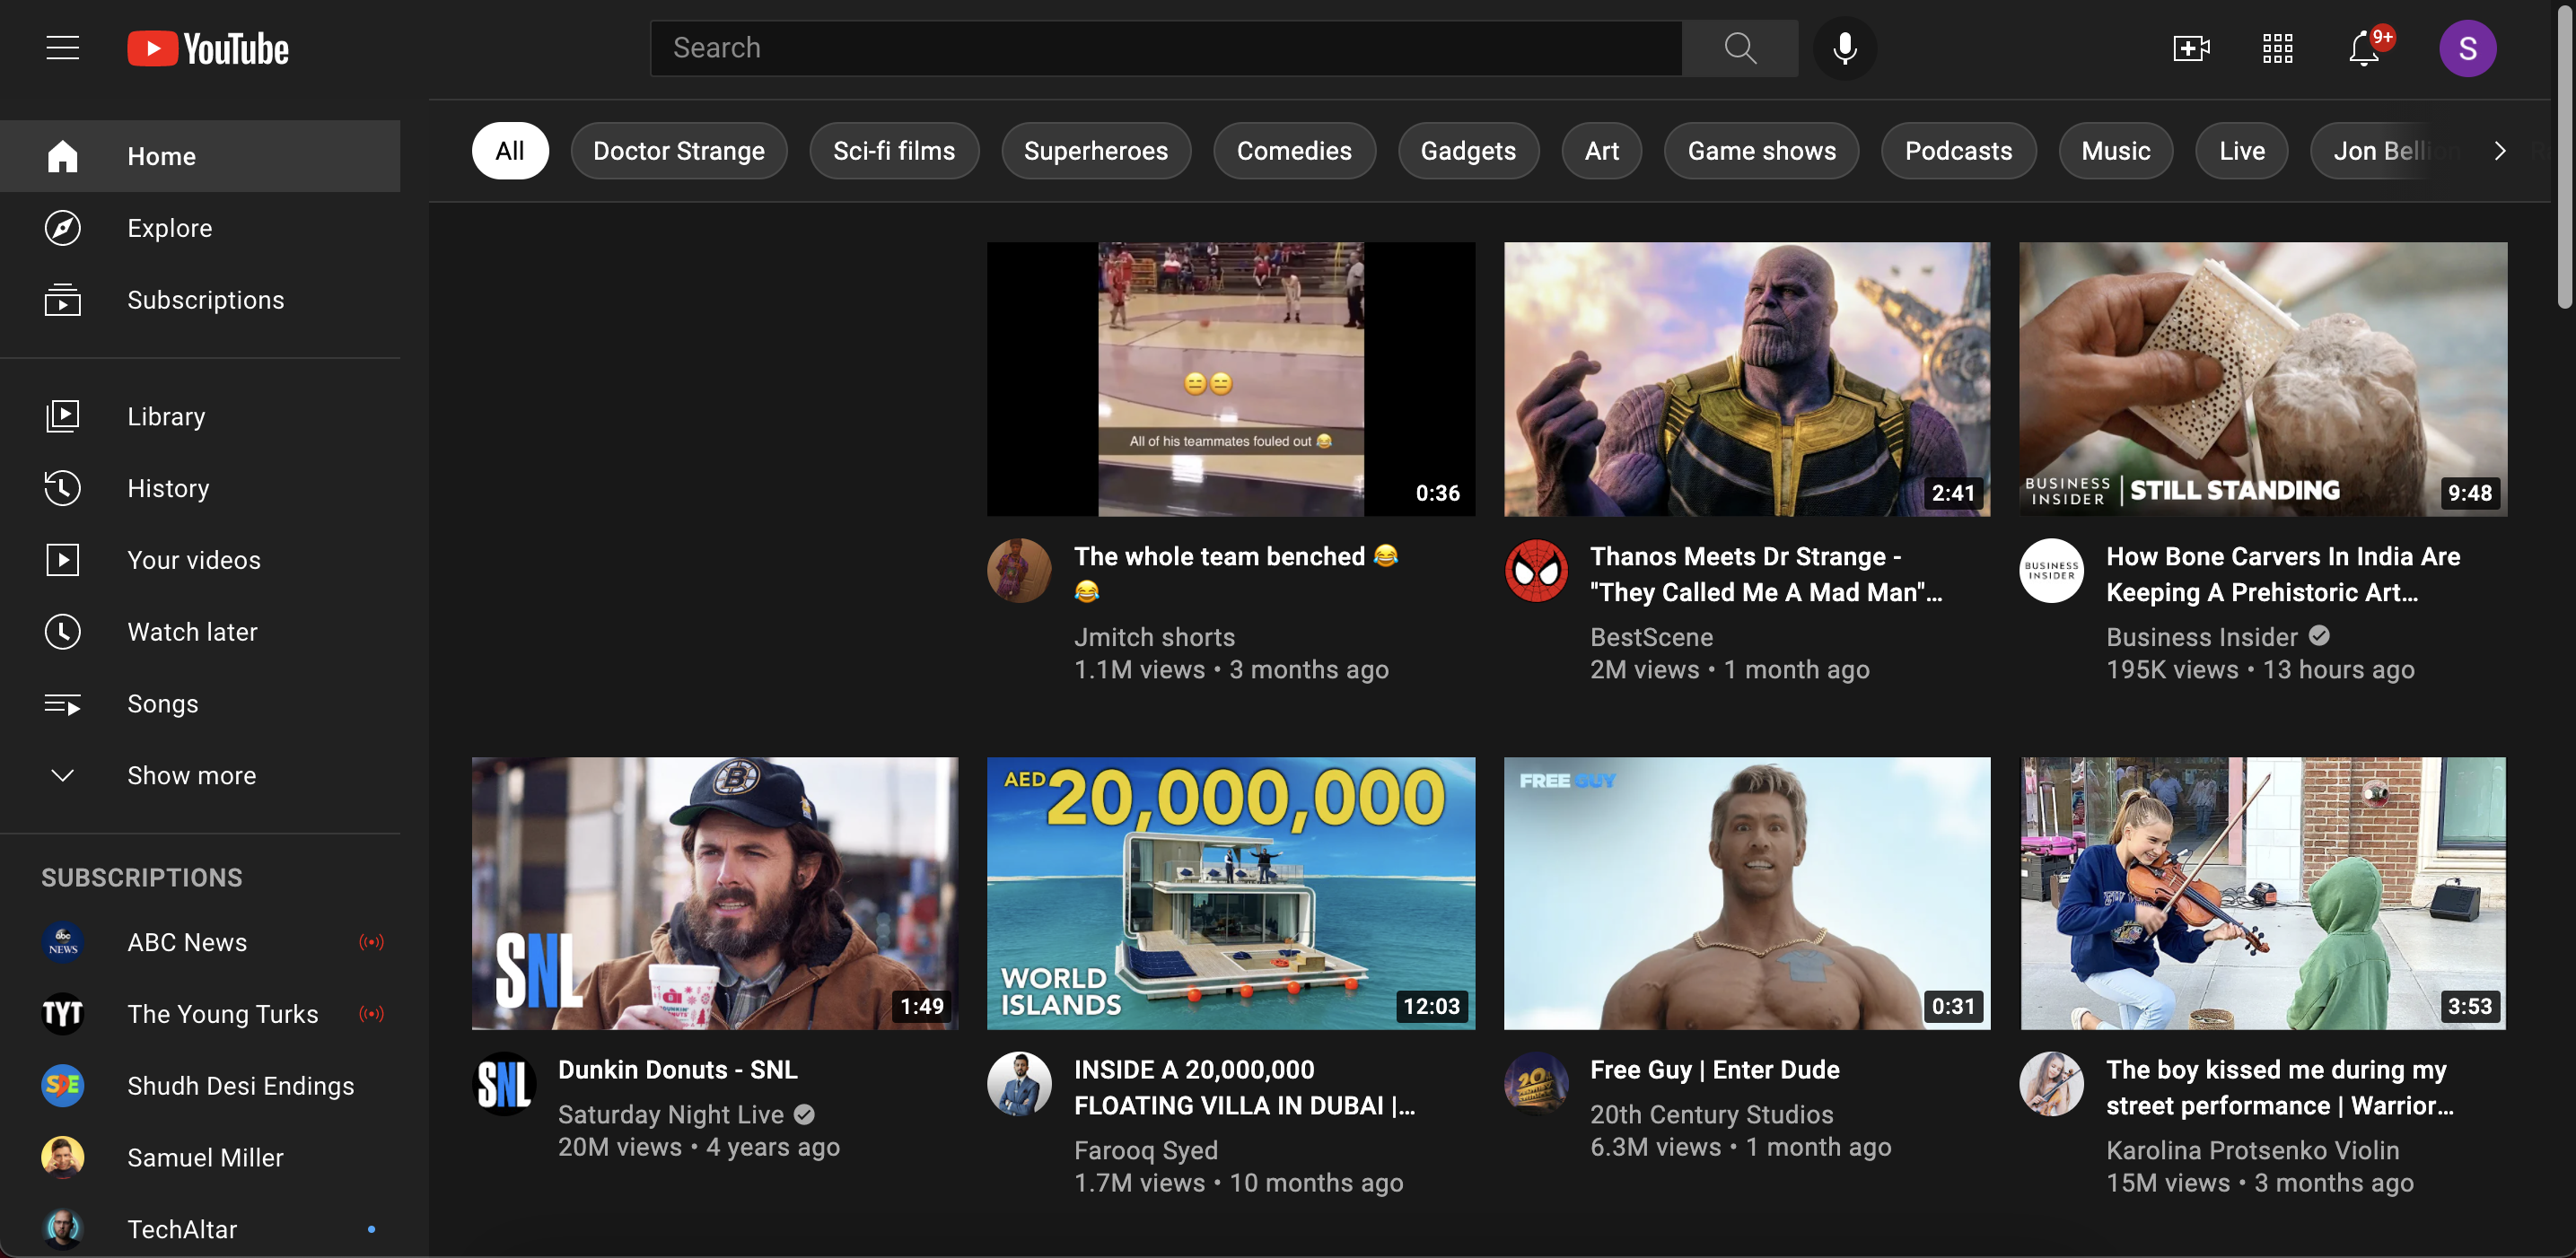 YouTube
Search
9+
S
All
Doctor Strange
Sci-fi films
Superheroes
Comedies
Gadgets
Art
Game shows
Podcasts
Music
Live
Jon Bellion
Home
Explore
Subscriptions
Library
History
Your videos
Watch later
Songs
Show more
SUBSCRIPTIONS
abc NEWS
ABC News
TYT
The Young Turks
SDE
Shudh Desi Endings
Samuel Miller
TechAltar
😑😑
All of his teammates fouled out 😂
0:36
The whole team benched 😂
😂
Jmitch shorts
1.1M views • 3 months ago
2:41
Thanos Meets Dr Strange -
"They Called Me A Mad Man"...
BestScene
2M views • 1 month ago
BUSINESS
INSIDER
STILL STANDING
9:48
BUSINESS
INSIDER
How Bone Carvers In India Are
Keeping A Prehistoric Art...
Business Insider
195K views • 13 hours ago
B
SNL
1:49
SNL
Dunkin Donuts - SNL
Saturday Night Live
20M views • 4 years ago
AED 20,000,000
WORLD
ISLANDS
12:03
INSIDE A 20,000,000
FLOATING VILLA IN DUBAI |...
Farooq Syed
1.7M views • 10 months ago
FREE GUY
0:31
Free Guy | Enter Dude
20th Century Studios
6.3M views • 1 month ago
3:53
The boy kissed me during my
street performance | Warrior...
Karolina Protsenko Violin
15M views • 3 months ago